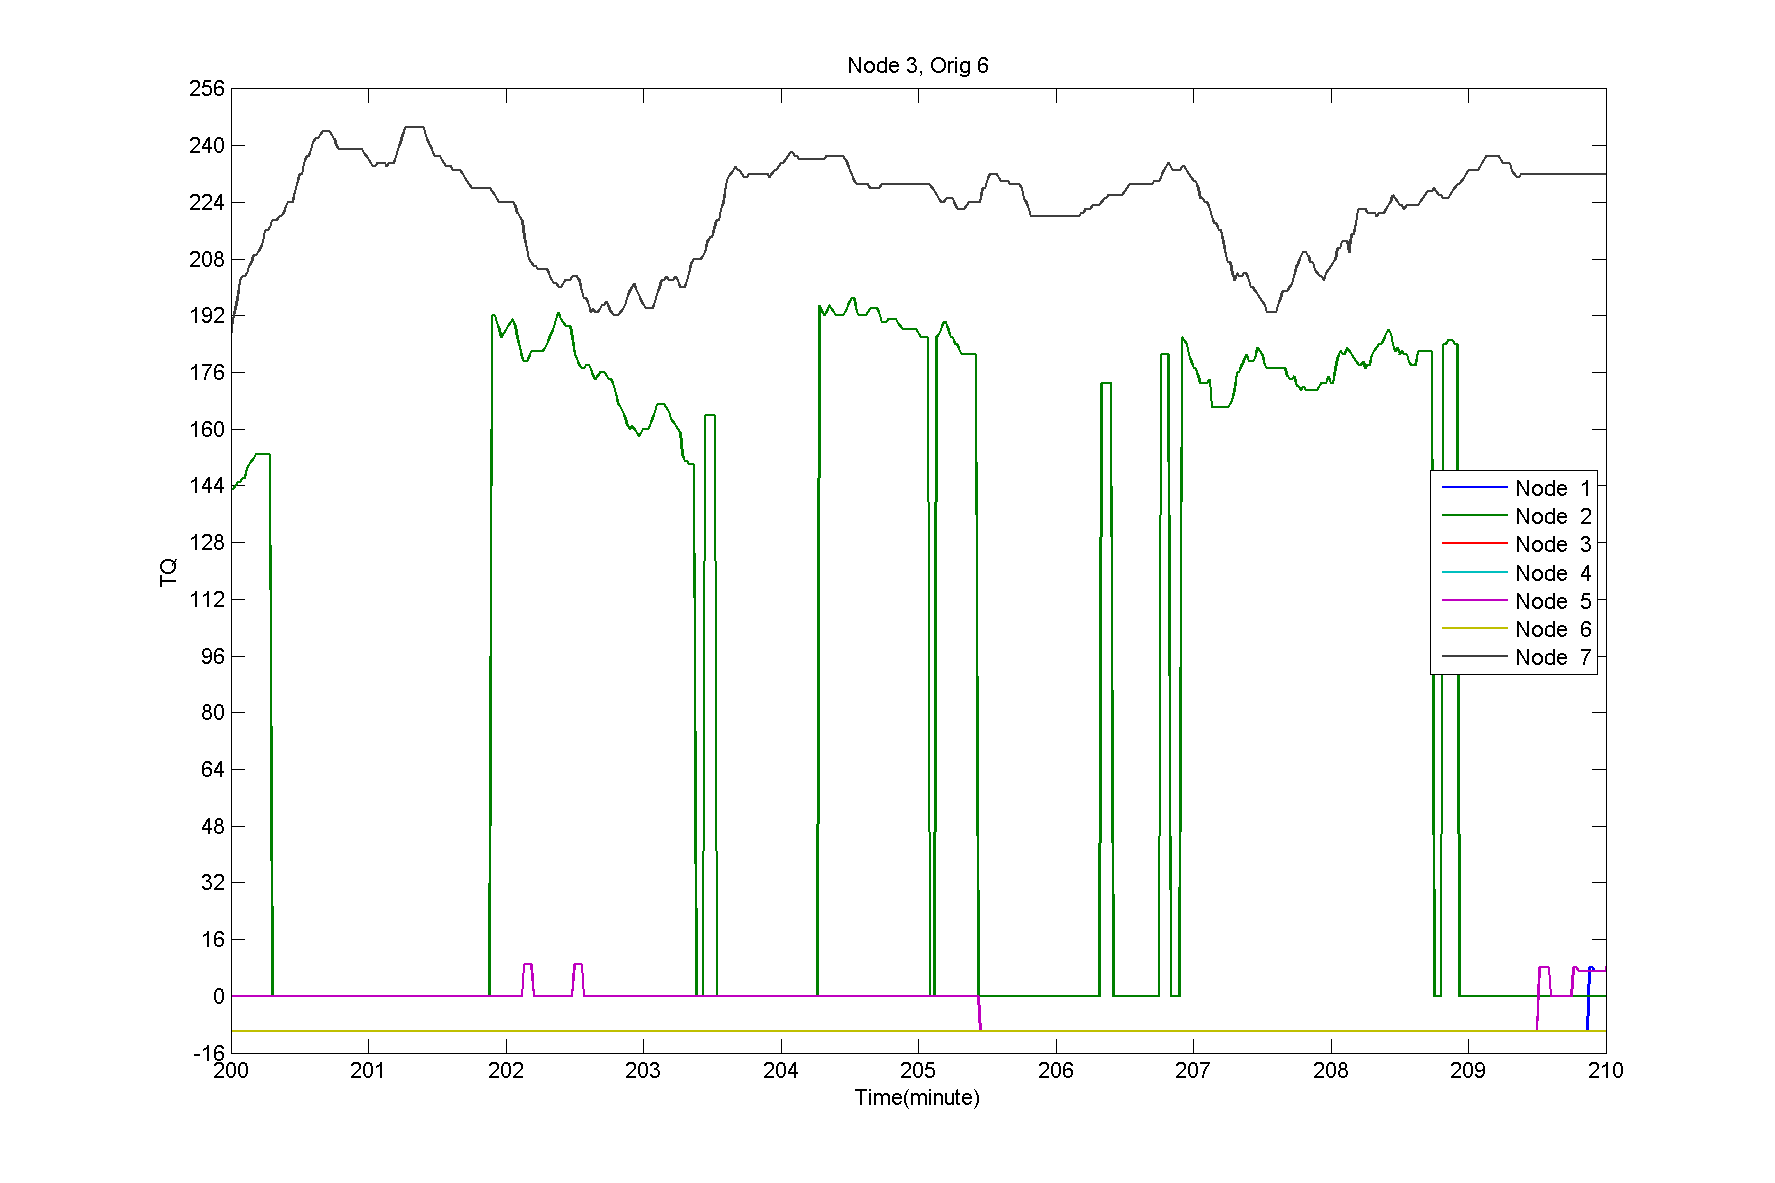 Node 3, Orig 6
256
240
224
208
192
176
160
144
128
112
96
80
64
48
32
16
0
-16
TQ
Node 1
Node 2
Node 3
Node 4
Node 5
Node 6
Node 7
200 201 202 203 204 205 206 207 208 209 210
Time(minute)